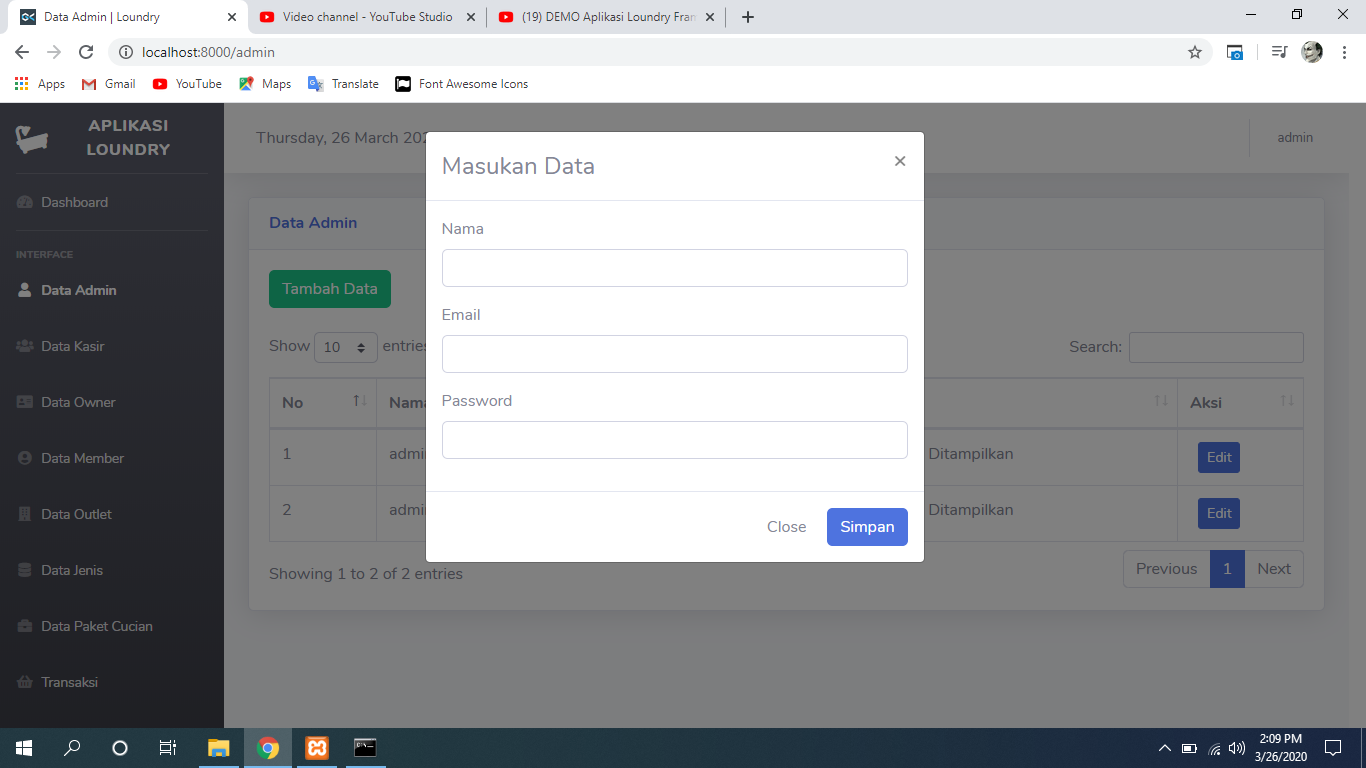 Data Admin | Loundry
Video channel - YouTube Studio
(19) DEMO Aplikasi Loundry Fran
localhost:8000/admin
Apps
Gmail
YouTube
Maps
Translate
Font Awesome Icons
APLIKASI
LOUNDRY
Dashboard
INTERFACE
Data Admin
Data Kasir
Data Owner
Data Member
Data Outlet
Data Jenis
Data Paket Cucian
Transaksi
Thursday, 26 March 202
admin
Data Admin
Tambah Data
Show 10 entries
Search:
No
Nama
Aksi
1
admi
Ditampilkan
Edit
2
admi
Ditampilkan
Edit
Showing 1 to 2 of 2 entries
Previous 1 Next
Masukan Data
×
Nama
Email
Password
Close
Simpan
2:09 PM
3/26/2020